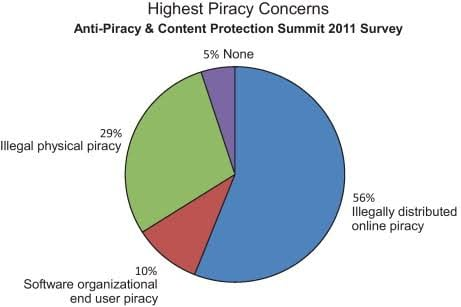 Highest Piracy Concerns
Anti-Piracy & Content Protection Summit 2011 Survey
5% None
29%
Illegal physical piracy
56%
Illegally distributed
online piracy
10%
Software organizational
end user piracy